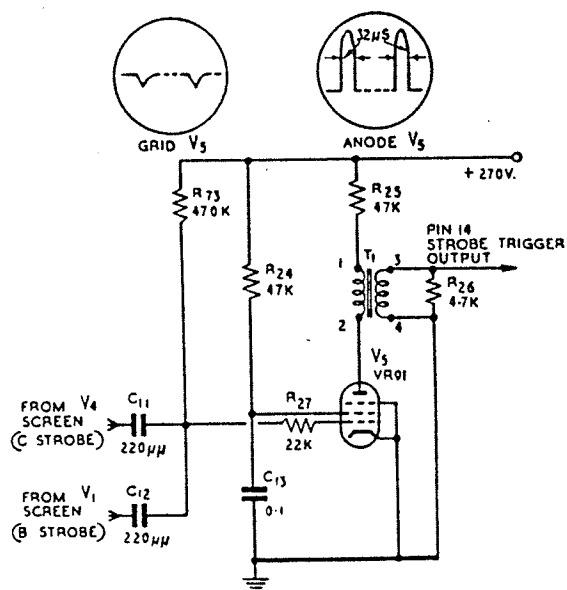 32μS
GRID V5
ANODE V5
+ 270V.
R73
470K
R25
47K
PIN 14
STROBE TRIGGER
OUTPUT
1
T1
3
R24
47K
R26
4·7K
2
4
V5
VR91
FROM V4
SCREEN
(C STROBE)
C11
220μμ
R27
22K
C13
0·1
FROM V1
SCREEN
(B STROBE)
C12
220μμ